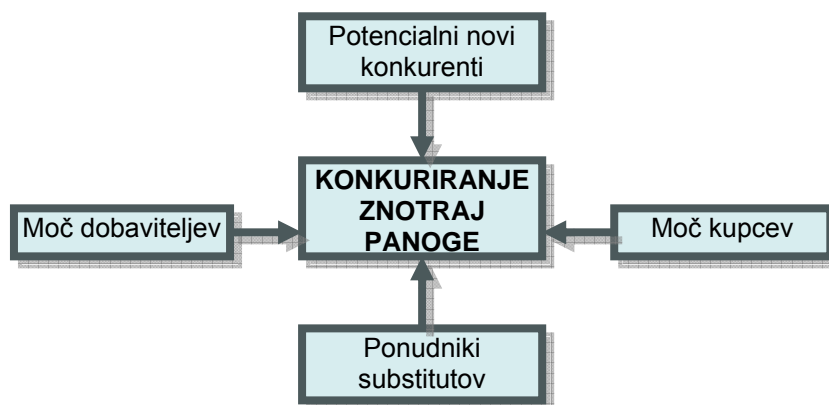 Potencialni novi
konkurenti
KONKURIRANJE
ZNOTRAJ
PANOGE
Moč dobaviteljev
Moč kupcev
Ponudniki
substitutov